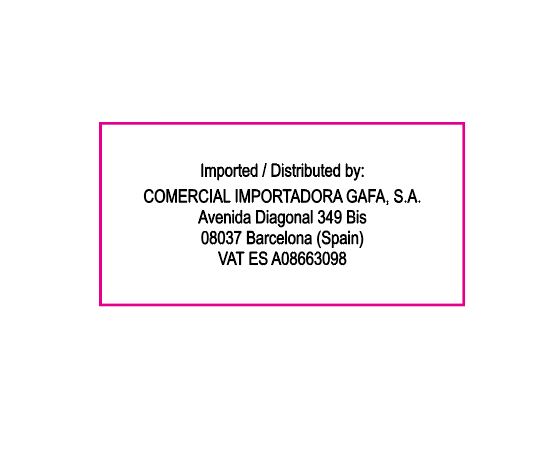 Imported / Distributed by:
COMERCIAL IMPORTADORA GAFA, S.A.
Avenida Diagonal 349 Bis
08037 Barcelona (Spain)
VAT ES A08663098